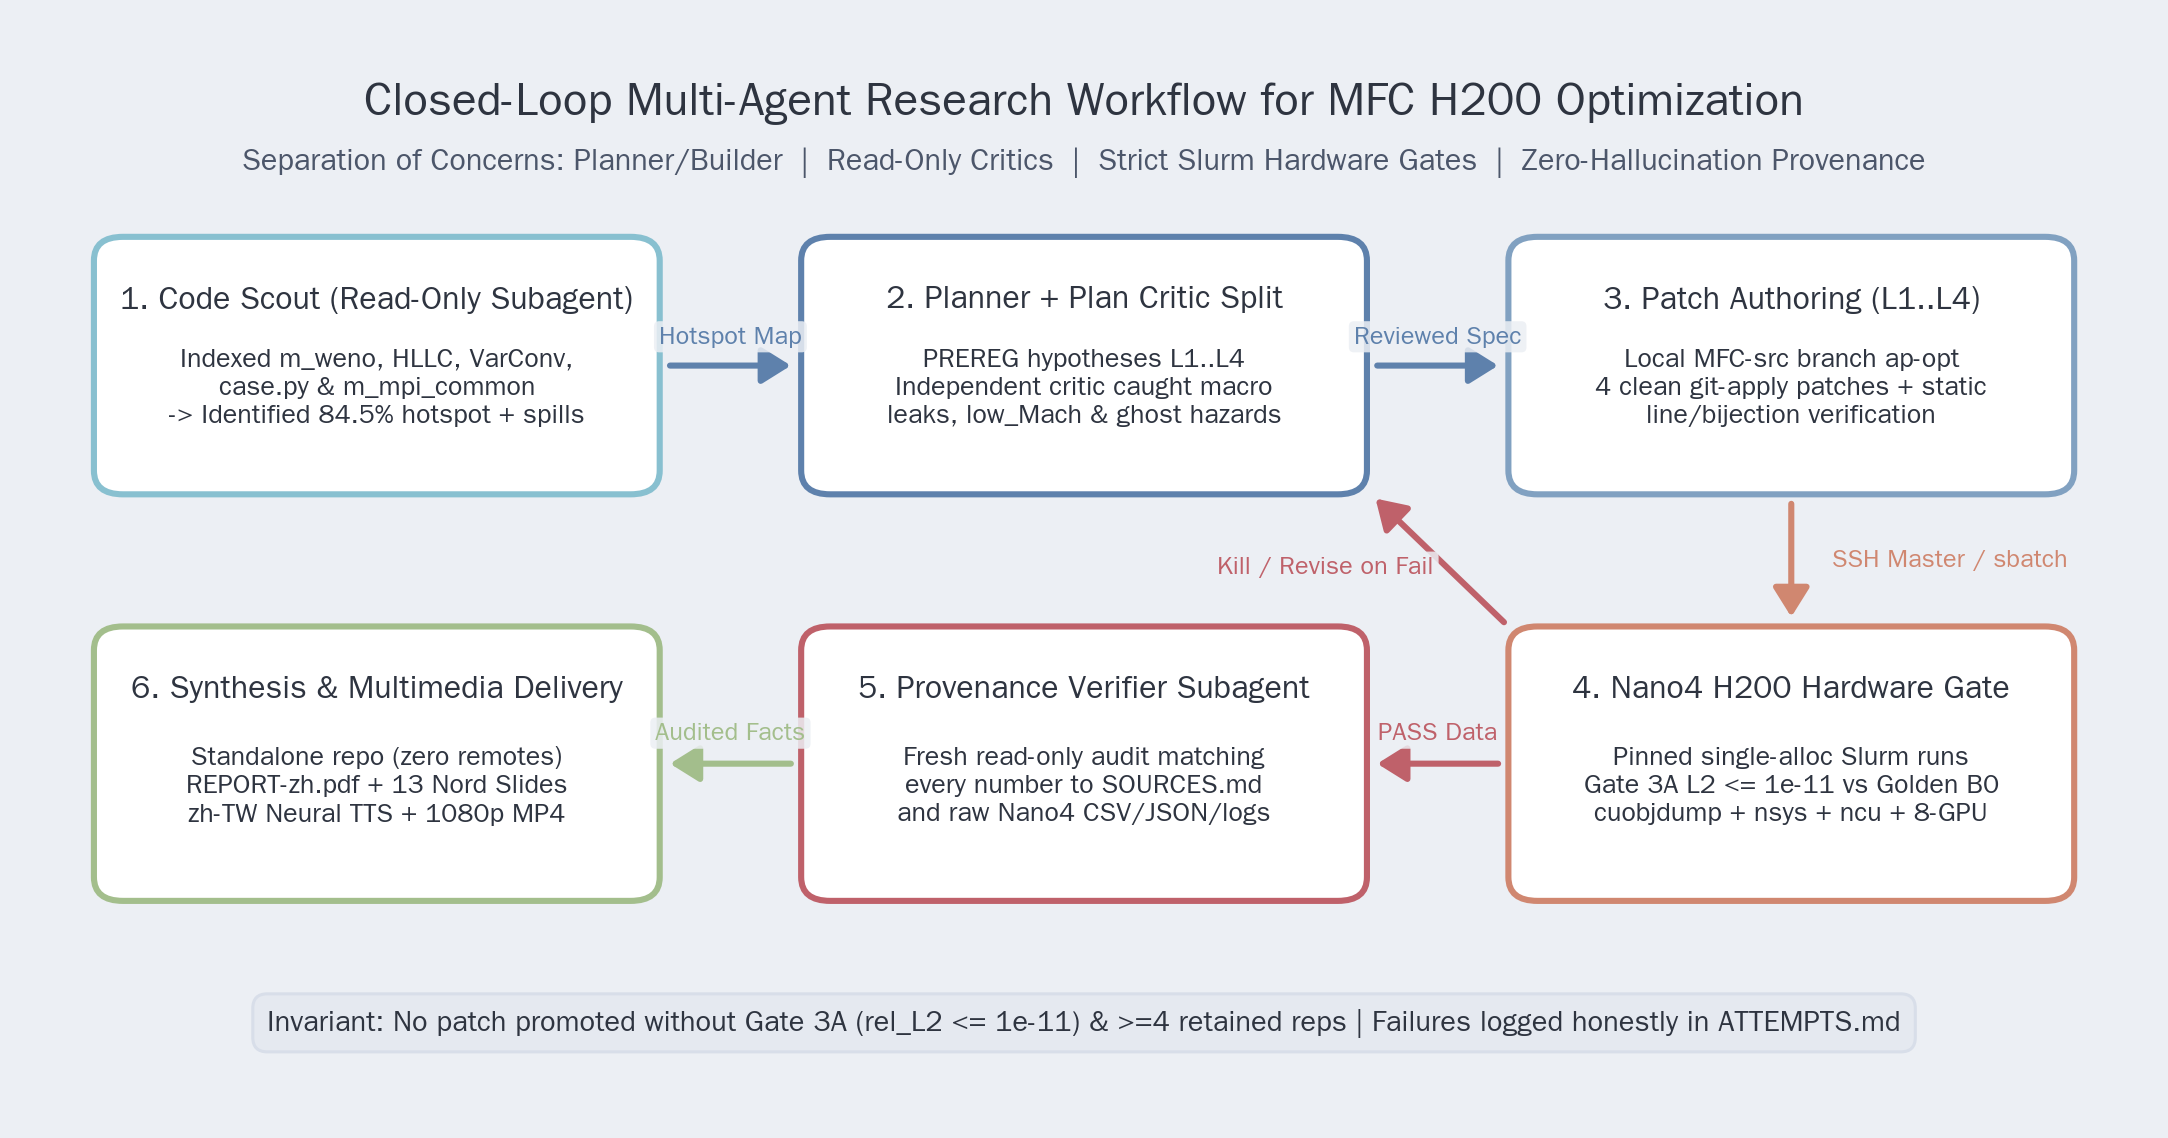 Closed-Loop Multi-Agent Research Workflow for MFC H200 Optimization
Separation of Concerns: Planner/Builder | Read-Only Critics | Strict Slurm Hardware Gates | Zero-Hallucination Provenance
1. Code Scout (Read-Only Subagent)
Indexed m_weno, HLLC, VarConv,
case.py & m_mpi_common
-> Identified 84.5% hotspot + spills
Hotspot Map
2. Planner + Plan Critic Split
PREREG hypotheses L1..L4
Independent critic caught macro
leaks, low_Mach & ghost hazards
Reviewed Spec
3. Patch Authoring (L1..L4)
Local MFC-src branch ap-opt
4 clean git-apply patches + static
line/bijection verification
Kill / Revise on Fail
SSH Master / sbatch
6. Synthesis & Multimedia Delivery
Standalone repo (zero remotes)
REPORT-zh.pdf + 13 Nord Slides
zh-TW Neural TTS + 1080p MP4
Audited Facts
5. Provenance Verifier Subagent
Fresh read-only audit matching
every number to SOURCES.md
and raw Nano4 CSV/JSON/logs
PASS Data
4. Nano4 H200 Hardware Gate
Pinned single-alloc Slurm runs
Gate 3A L2 <= 1e-11 vs Golden B0
cuobjdump + nsys + ncu + 8-GPU
Invariant: No patch promoted without Gate 3A (rel_L2 <= 1e-11) & >=4 retained reps | Failures logged honestly in ATTEMPTS.md